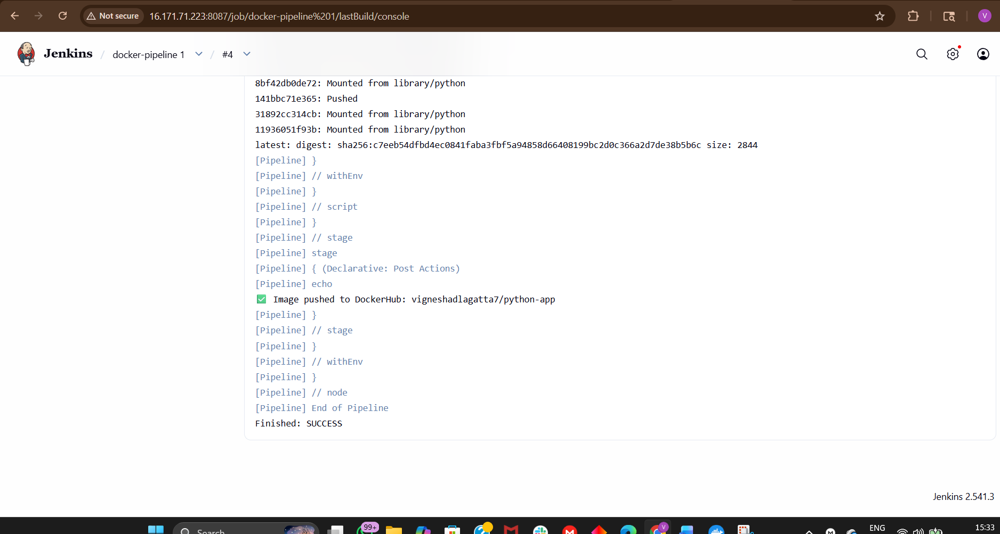 Not secure 16.171.71.223:8087/job/docker-pipeline%201/lastBuild/console
V
Jenkins / docker-pipeline 1 / #4
8bf42db0de72: Mounted from library/python
141bbc71e365: Pushed
31892cc314cb: Mounted from library/python
11936051f93b: Mounted from library/python
latest: digest: sha256:c7eeb54dfbd4ec0841faba3fbf5a94858d66408199bc2d0c366a2d7de38b5b6c size: 2844
[Pipeline] }
[Pipeline] // withEnv
[Pipeline] }
[Pipeline] // script
[Pipeline] }
[Pipeline] // stage
[Pipeline] stage
[Pipeline] { (Declarative: Post Actions)
[Pipeline] echo
✅ Image pushed to DockerHub: vigneshadlagatta7/python-app
[Pipeline] }
[Pipeline] // stage
[Pipeline] }
[Pipeline] // withEnv
[Pipeline] }
[Pipeline] // node
[Pipeline] End of Pipeline
Finished: SUCCESS
Jenkins 2.541.3
Search
99+
V
ENG
15:33